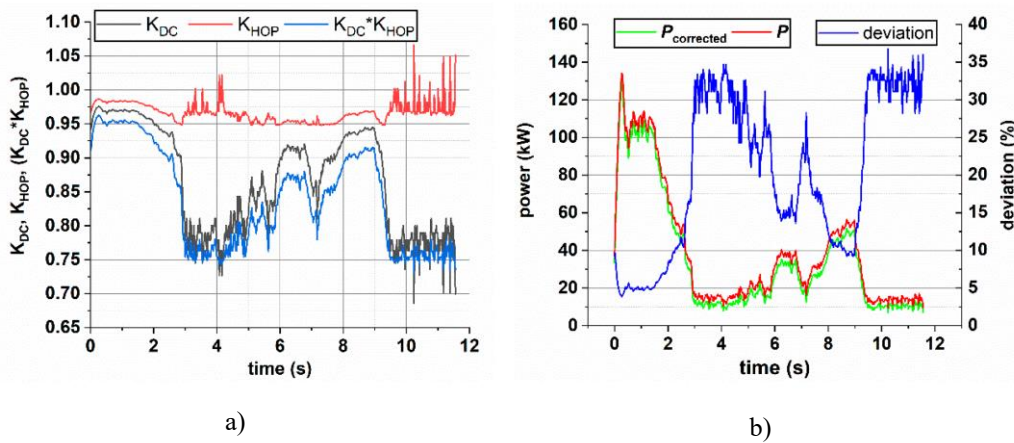 K_DC K_HOP K_DC*K_HOP
1.10
1.05
1.00
0.95
0.90
0.85
0.80
0.75
0.70
0.65
K_DC, K_HOP, (K_DC*K_HOP)
0 2 4 6 8 10 12
time (s)
a)
P_corrected P deviation
160
140
120
100
80
60
40
20
0
power (kW)
40
35
30
25
20
15
10
5
0
deviation (%)
0 2 4 6 8 10 12
time (s)
b)